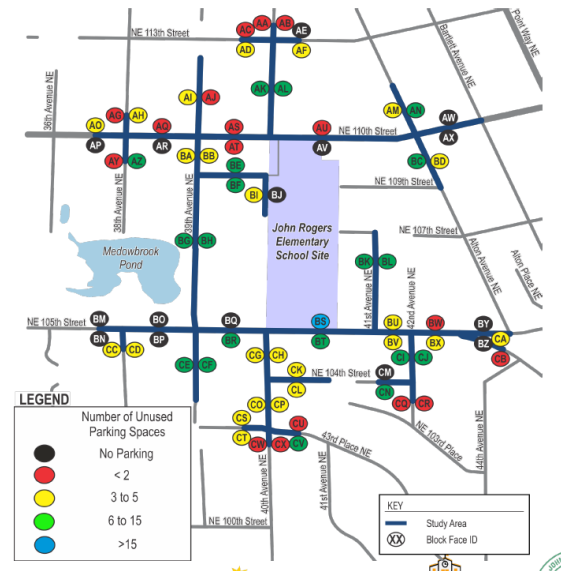 AA
AC AB AE
NE 113th Street
AD AF
Point Way NE
Bartlett Avenue NE
36th Avenue NE
AK AL
AI AJ
AM AN
AG AH
AO AQ AS AU AW
NE 110th Street
AP AR AT AV AX
AY AZ
BA BB
BE
BF
BC BD
NE 109th Street
BI BJ
38th Avenue NE
39th Avenue NE
John Rogers
Elementary
School Site
NE 107th Street
BG BH
Medowbrook
Pond
BK BL
41st Avenue NE
42nd Avenue NE
Alton Avenue NE
Alton Place NE
NE 105th Street
BM BO BQ BS BU BW BY
BN BP BR BT BV BX BZ CA
CB
CC CD
CG CH
CI CJ
CE CF
CK
NE 104th Street
CM
CL
CN
CO CP
CQ CR
NE 103rd Place
CS CU
CT CW CX CV
43rd Place NE
44th Avenue NE
40th Avenue NE
41st Avenue NE
NE 100th Street
LEGEND
Number of Unused
Parking Spaces
No Parking
< 2
3 to 5
6 to 15
>15
KEY
Study Area
XX Block Face ID